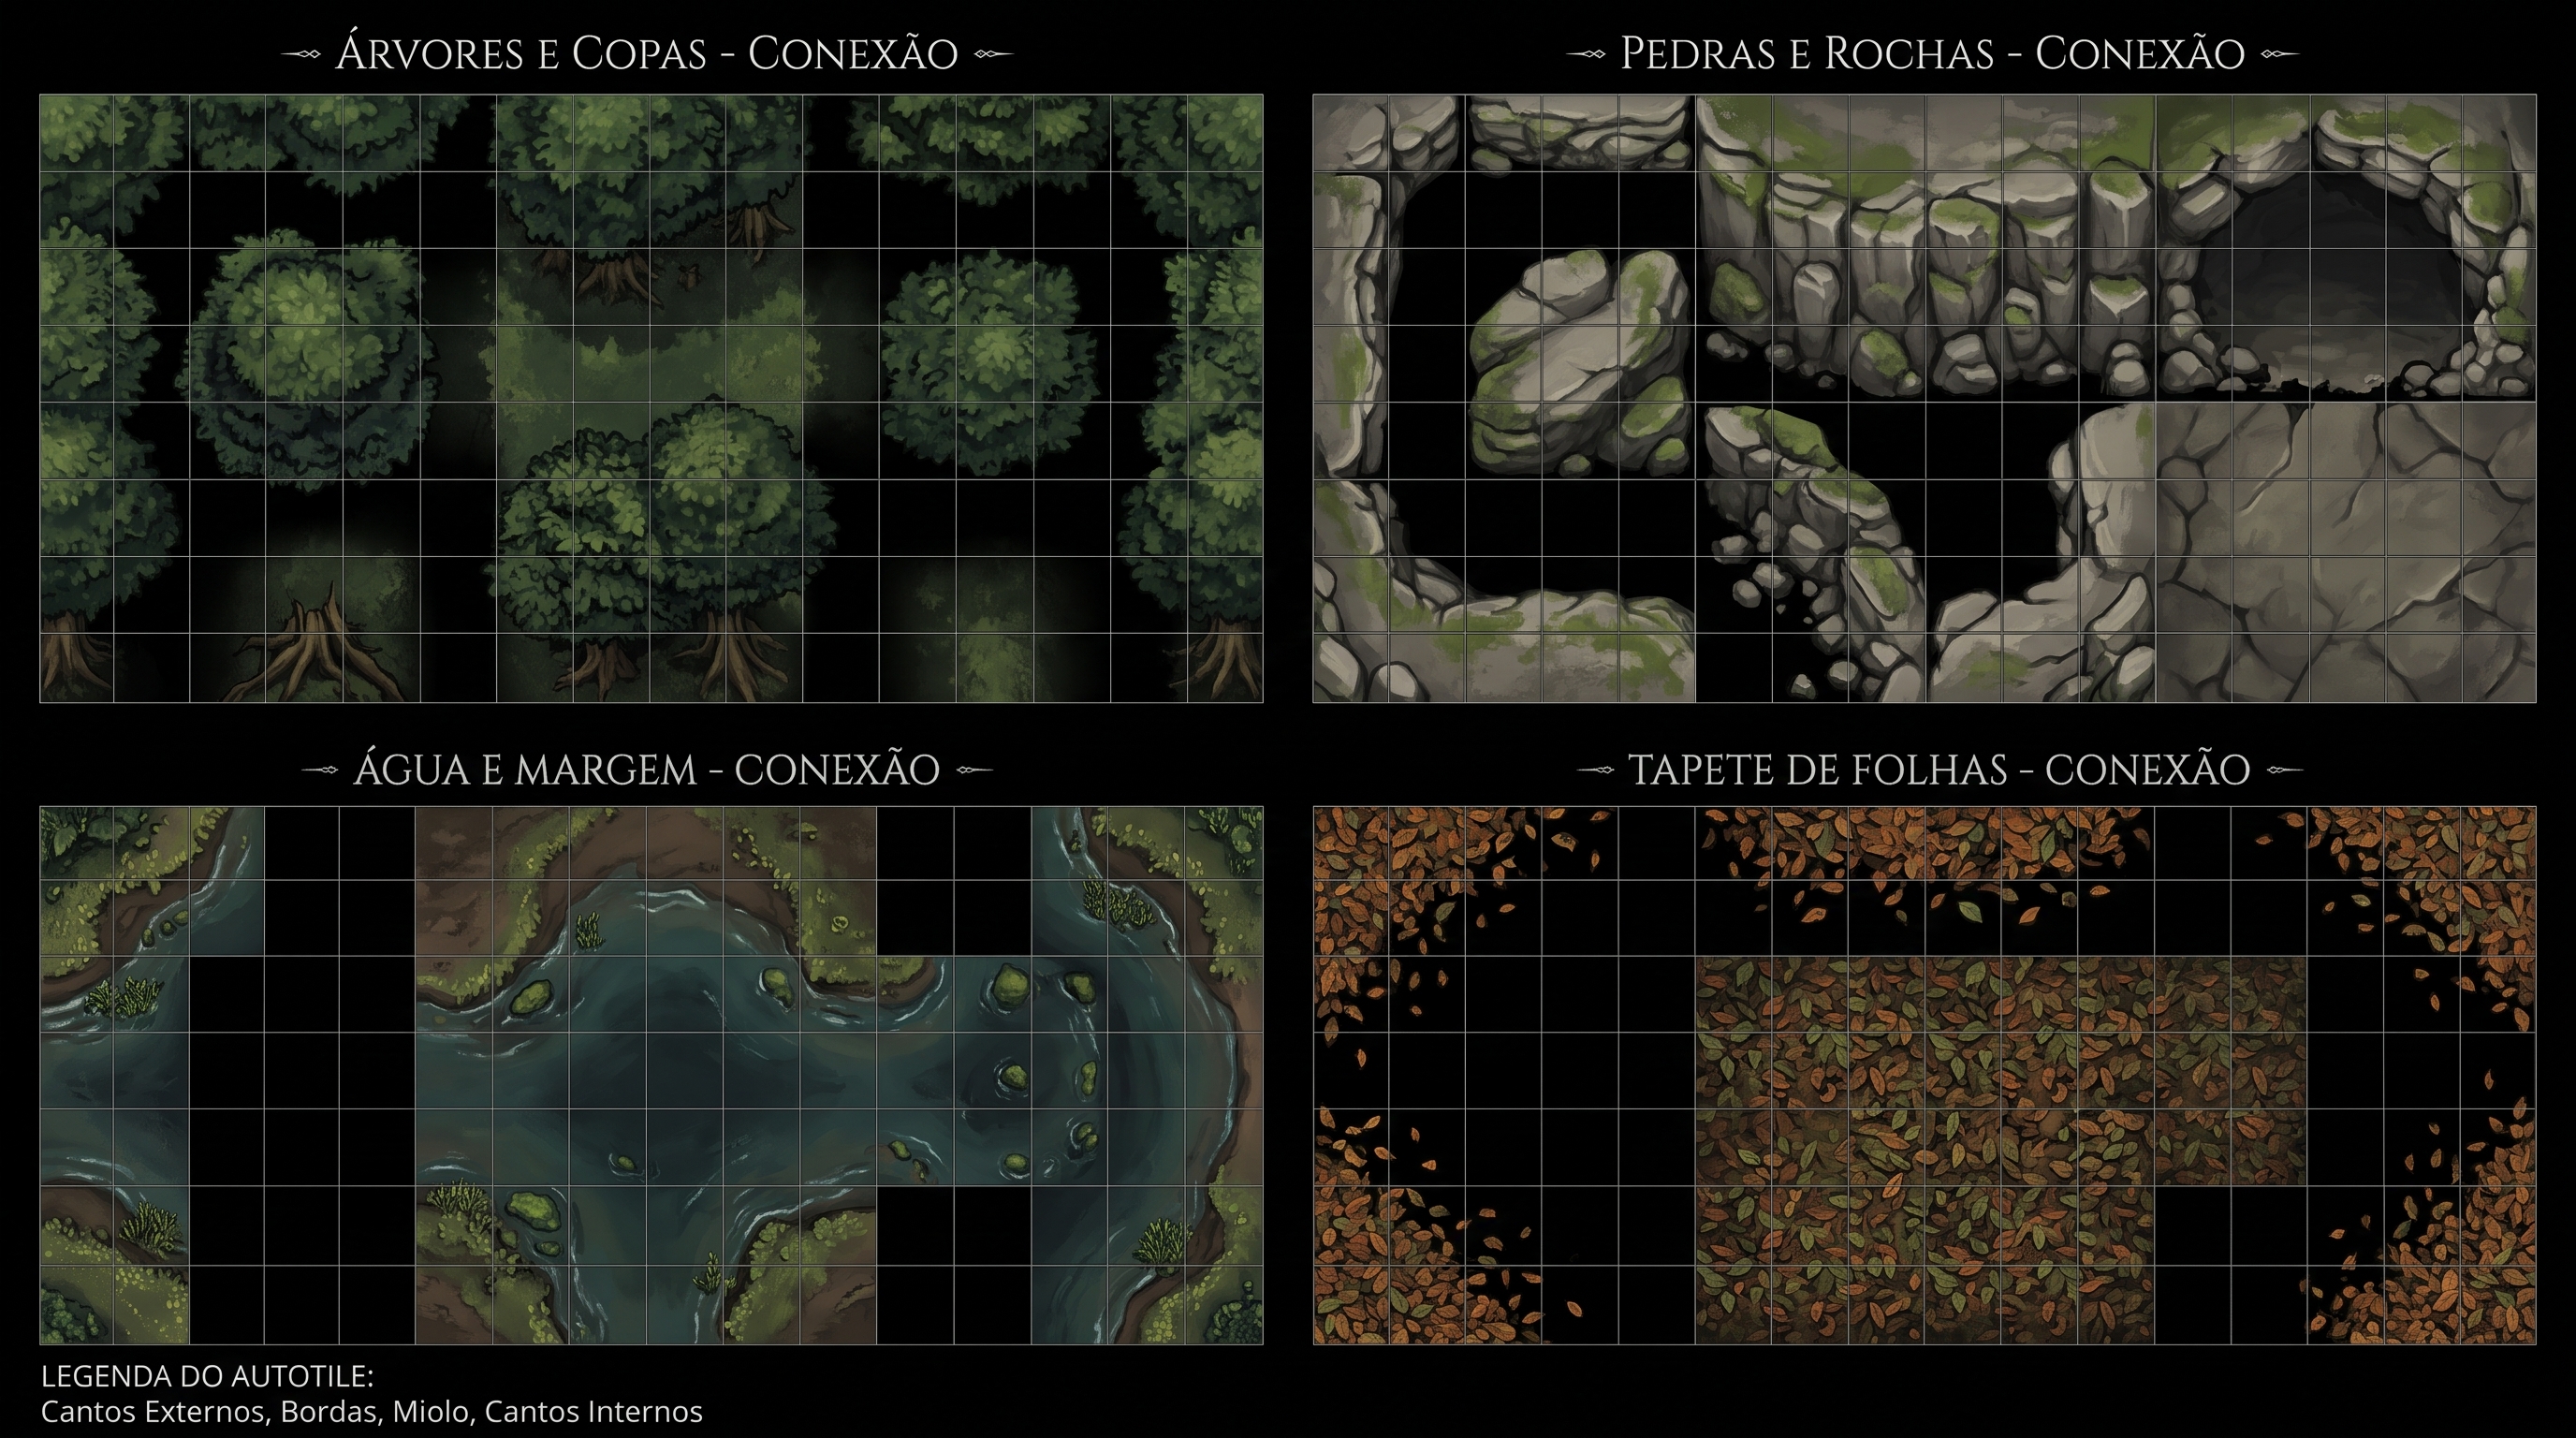 ÁRVORES E COPAS - CONEXÃO
PEDRAS E ROCHAS - CONEXÃO
ÁGUA E MARGEM - CONEXÃO
TAPETE DE FOLHAS - CONEXÃO
LEGENDA DO AUTOTILE:
Cantos Externos, Bordas, Miolo, Cantos Internos